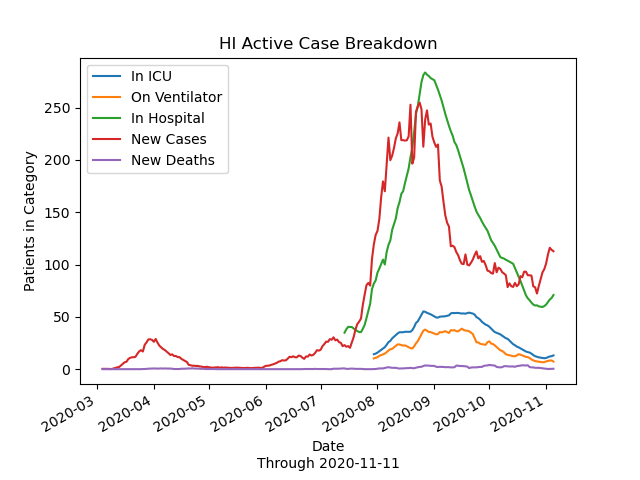 HI Active Case Breakdown
In ICU
On Ventilator
In Hospital
New Cases
New Deaths
Patients in Category
250
200
150
100
50
0
2020-03
2020-04
2020-05
2020-06
2020-07
2020-08
2020-09
2020-10
2020-11
Date
Through 2020-11-11